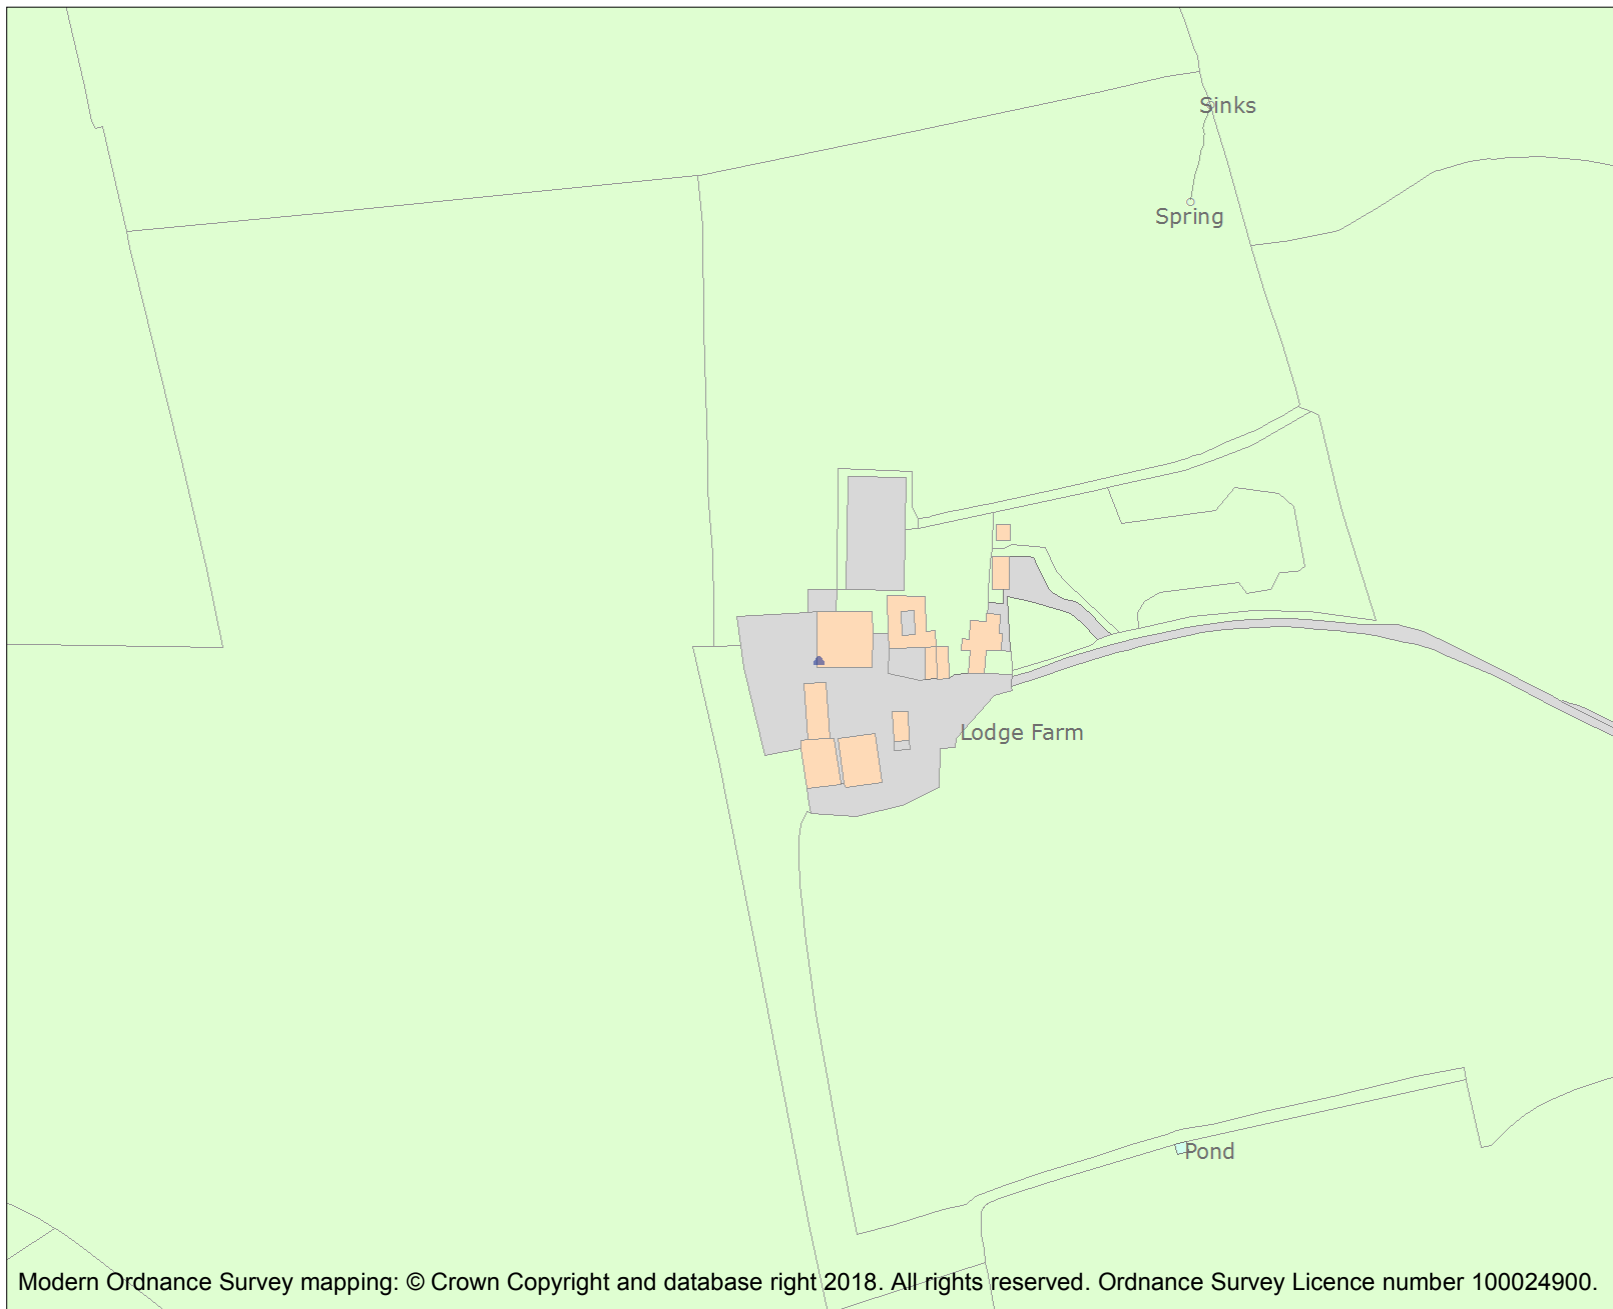 Sinks
Spring
Lodge Farm
Pond
Modern Ordnance Survey mapping: © Crown Copyright and database right 2018. All rights reserved. Ordnance Survey Licence number 100024900.